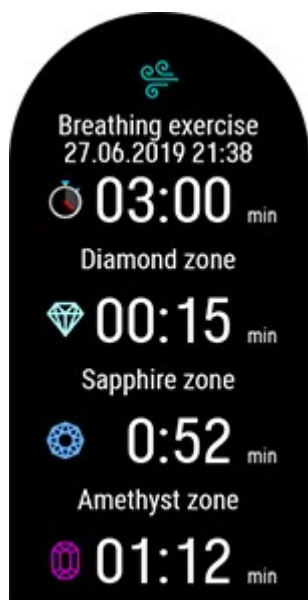 Breathing exercise
27.06.2019 21:38
03:00 min
Diamond zone
00:15 min
Sapphire zone
0:52 min
Amethyst zone
01:12 min